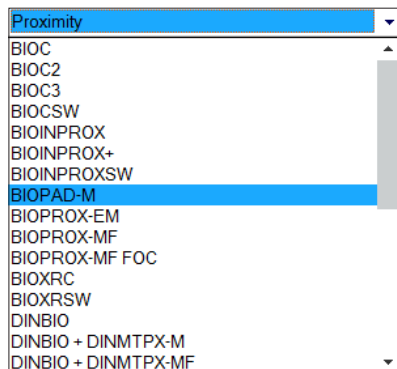 Proximity
BIOC
BIOC2
BIOC3
BIOCSW
BIOINPROX
BIOINPROX+
BIOINPROXSW
BIOPAD-M
BIOPROX-EM
BIOPROX-MF
BIOPROX-MF FOC
BIOXRC
BIOXRSW
DINBIO
DINBIO + DINMTPX-M
DINBIO + DINMTPX-MF